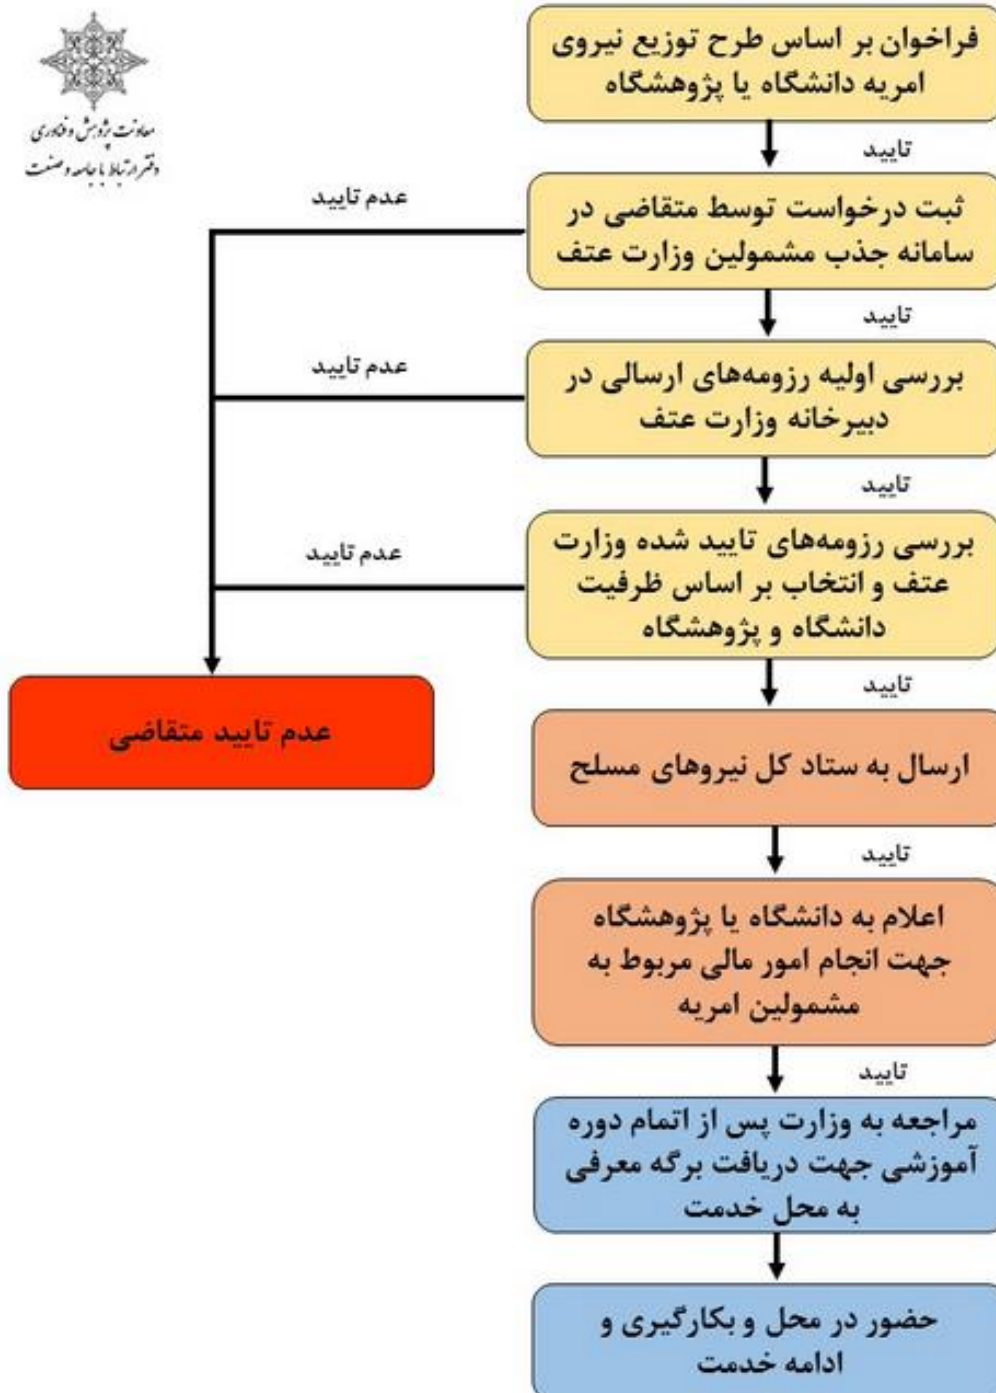 معاونت پژوهش و فناوری
دفتر ارتباط با جامعه و صنعت
فراخوان بر اساس طرح توزیع نیروی
امریه دانشگاه یا پژوهشگاه
تایید
ثبت درخواست توسط متقاضی در
سامانه جذب مشمولین وزارت عتف
عدم تایید
تایید
بررسی اولیه رزومه‌های ارسالی در
دبیرخانه وزارت عتف
عدم تایید
تایید
بررسی رزومه‌های تایید شده وزارت
عتف و انتخاب بر اساس ظرفیت
دانشگاه و پژوهشگاه
عدم تایید
تایید
عدم تایید متقاضی
ارسال به ستاد کل نیروهای مسلح
تایید
اعلام به دانشگاه یا پژوهشگاه
جهت انجام امور مالی مربوط به
مشمولین امریه
تایید
مراجعه به وزارت پس از اتمام دوره
آموزشی جهت دریافت برگه معرفی
به محل خدمت
حضور در محل و بکارگیری و
ادامه خدمت